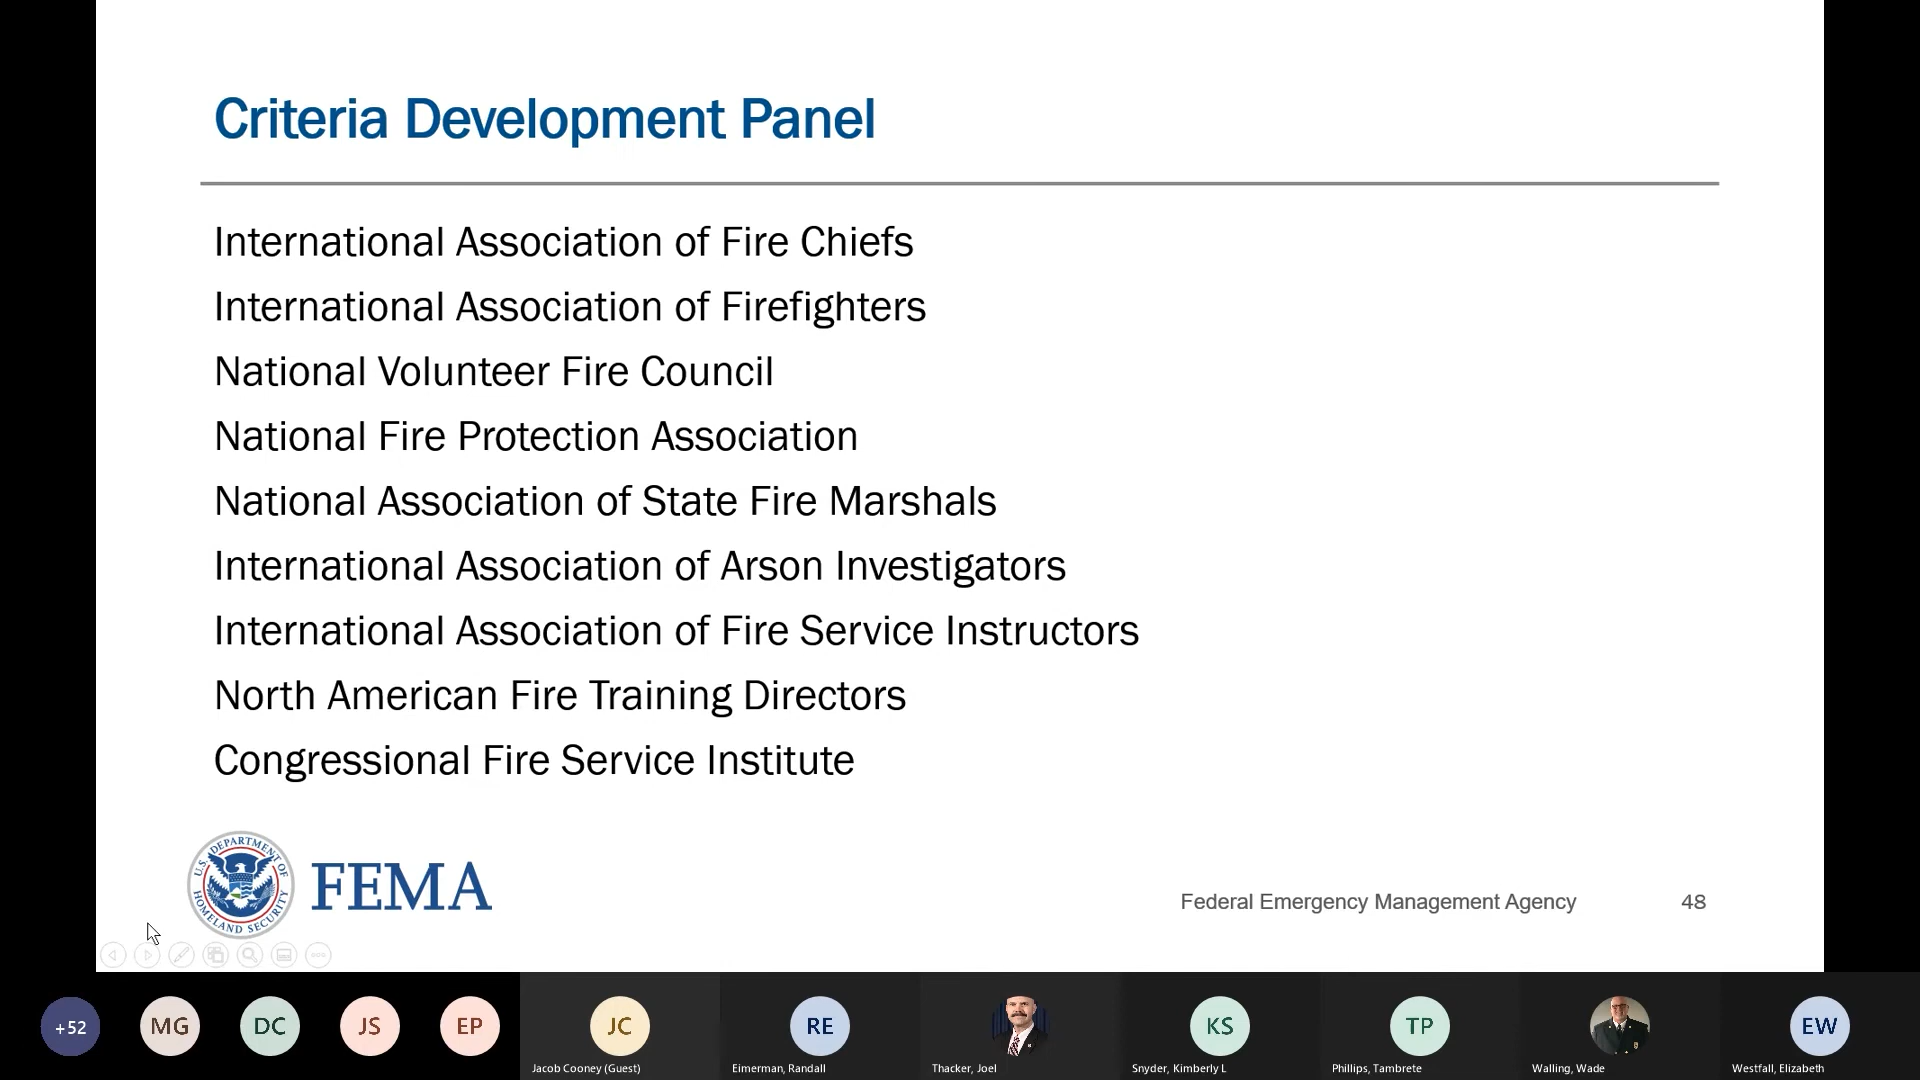 Criteria Development Panel
International Association of Fire Chiefs
International Association of Firefighters
National Volunteer Fire Council
National Fire Protection Association
National Association of State Fire Marshals
International Association of Arson Investigators
International Association of Fire Service Instructors
North American Fire Training Directors
Congressional Fire Service Institute
U.S. DEPARTMENT OF HOMELAND SECURITY
FEMA
Federal Emergency Management Agency 48
+52 MG DC JS EP JC RE KS TP EW
Jacob Cooney (Guest) Eimerman, Randall Thacker, Joel Snyder, Kimberly L Phillips, Tambrete Walling, Wade Westfall, Elizabeth